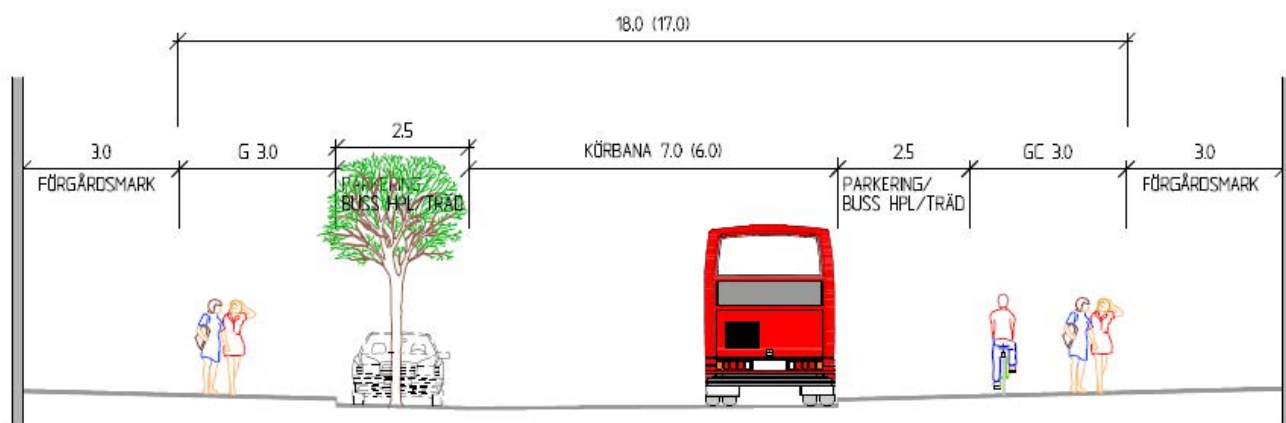 18.0 (17.0)
3.0
FÖRGÅRDSMARK
G 3.0
2.5
PARKERING/
BUSS HPL/TRÄD
KÖRBANA 7.0 (6.0)
2.5
PARKERING/
BUSS HPL/TRÄD
GC 3.0
3.0
FÖRGÅRDSMARK